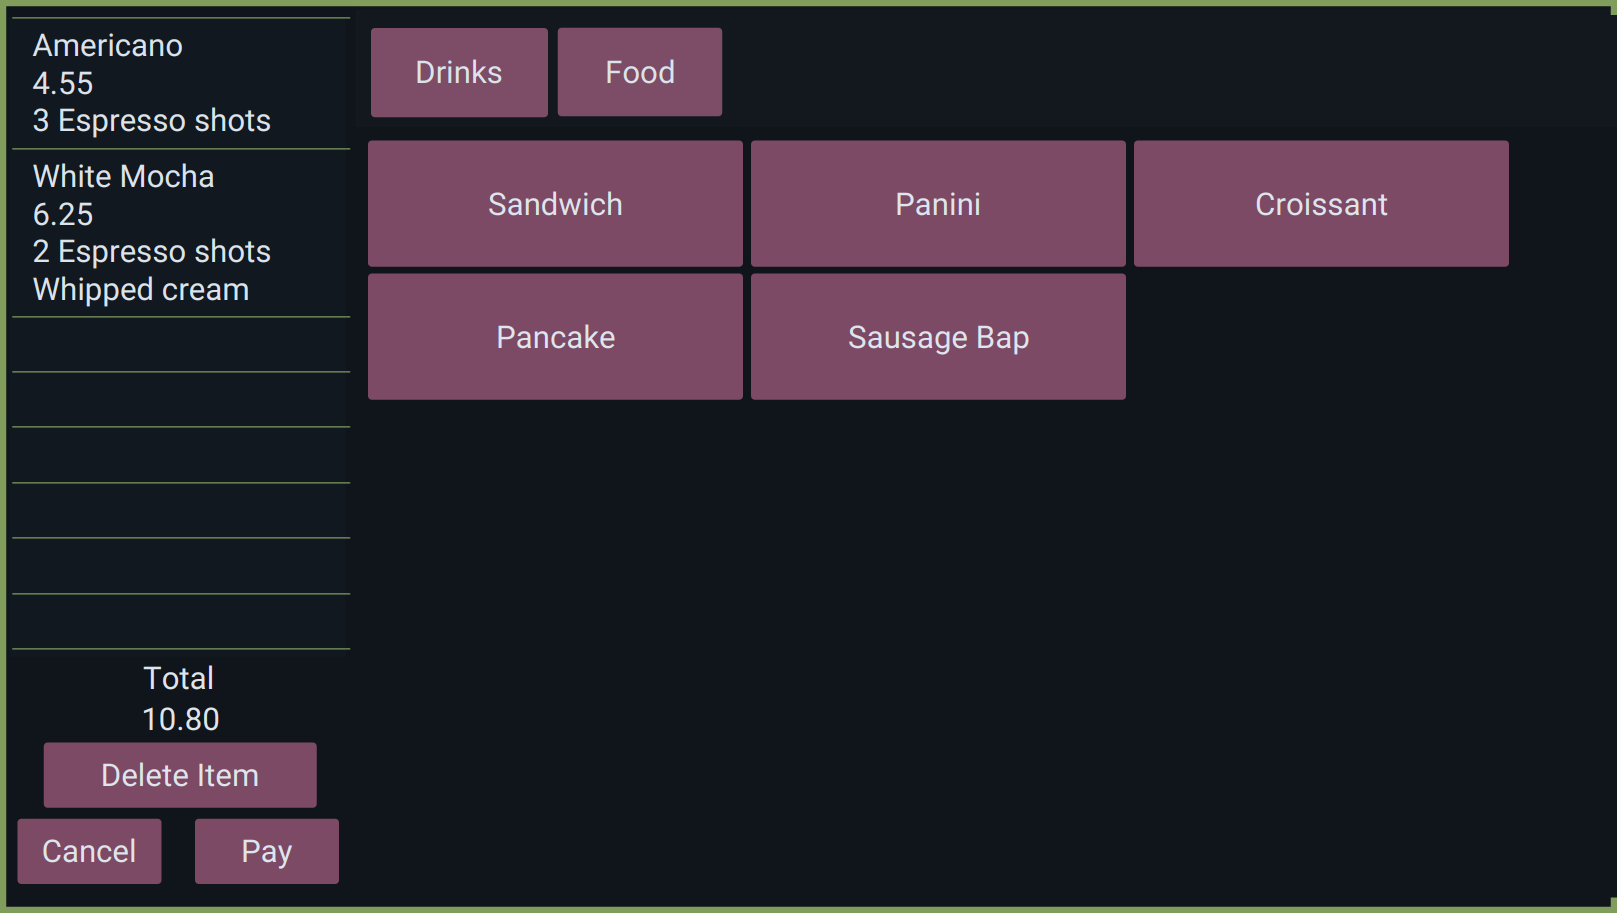 Americano
4.55
3 Espresso shots
White Mocha
6.25
2 Espresso shots
Whipped cream
Total
10.80
Delete Item
Cancel Pay
Drinks Food
Sandwich Panini Croissant
Pancake Sausage Bap